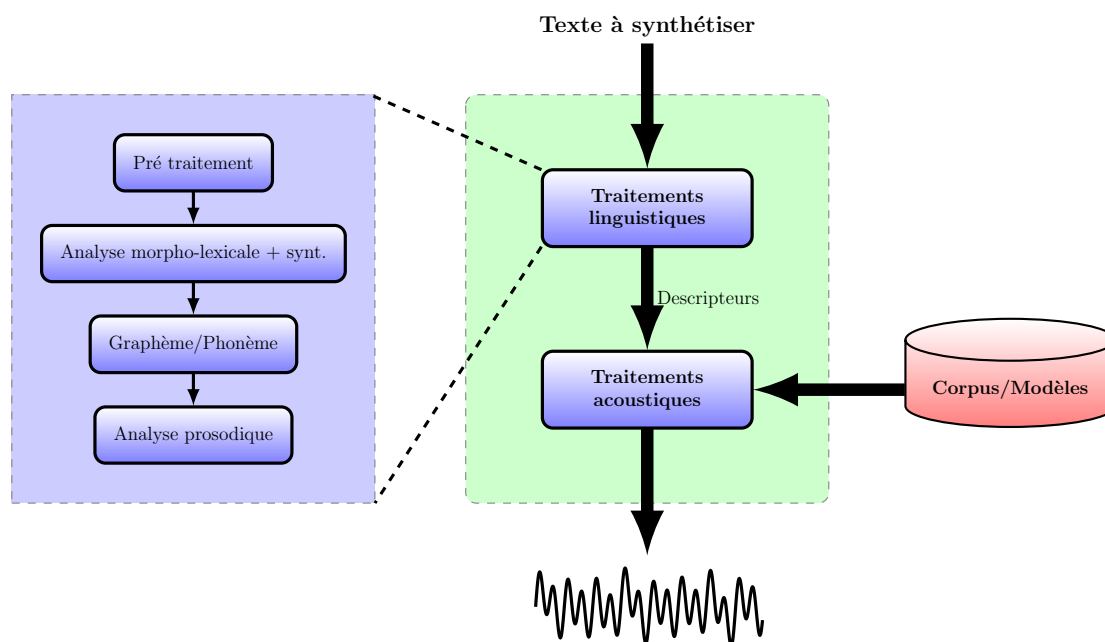 Texte à synthétiser
Pré traitement
Analyse morpho-lexicale + synt.
Graphème/Phonème
Analyse prosodique
Traitements
linguistiques
Descripteurs
Traitements
acoustiques
Corpus/Modèles